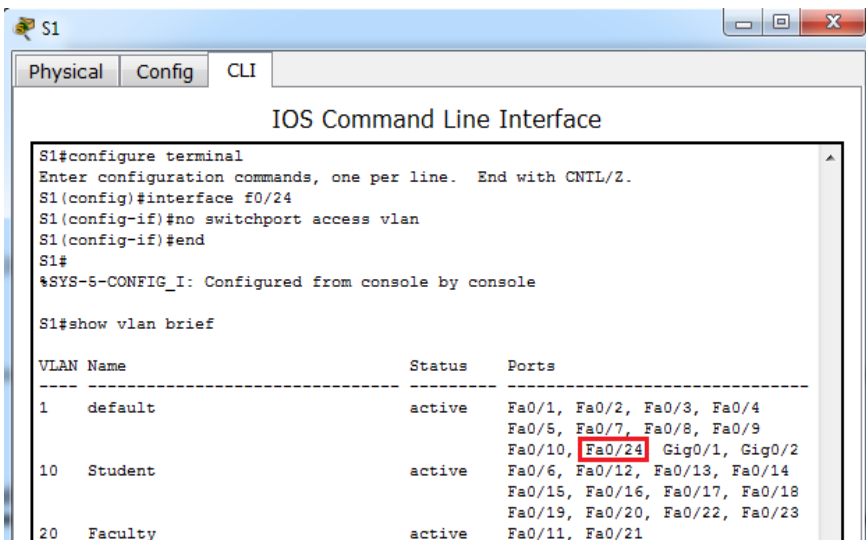 S1
Physical Config CLI
IOS Command Line Interface
S1#configure terminal
Enter configuration commands, one per line.  End with CNTL/Z.
S1(config)#interface f0/24
S1(config-if)#no switchport access vlan
S1(config-if)#end
S1#
%SYS-5-CONFIG_I: Configured from console by console
S1#show vlan brief
VLAN Name                             Status    Ports
---- -------------------------------- --------- -------------------------------
1    default                          active    Fa0/1, Fa0/2, Fa0/3, Fa0/4
                                                Fa0/5, Fa0/7, Fa0/8, Fa0/9
                                                Fa0/10, Fa0/24 Gig0/1, Gig0/2
10   Student                          active    Fa0/6, Fa0/12, Fa0/13, Fa0/14
                                                Fa0/15, Fa0/16, Fa0/17, Fa0/18
                                                Fa0/19, Fa0/20, Fa0/22, Fa0/23
20   Faculty                          active    Fa0/11, Fa0/21